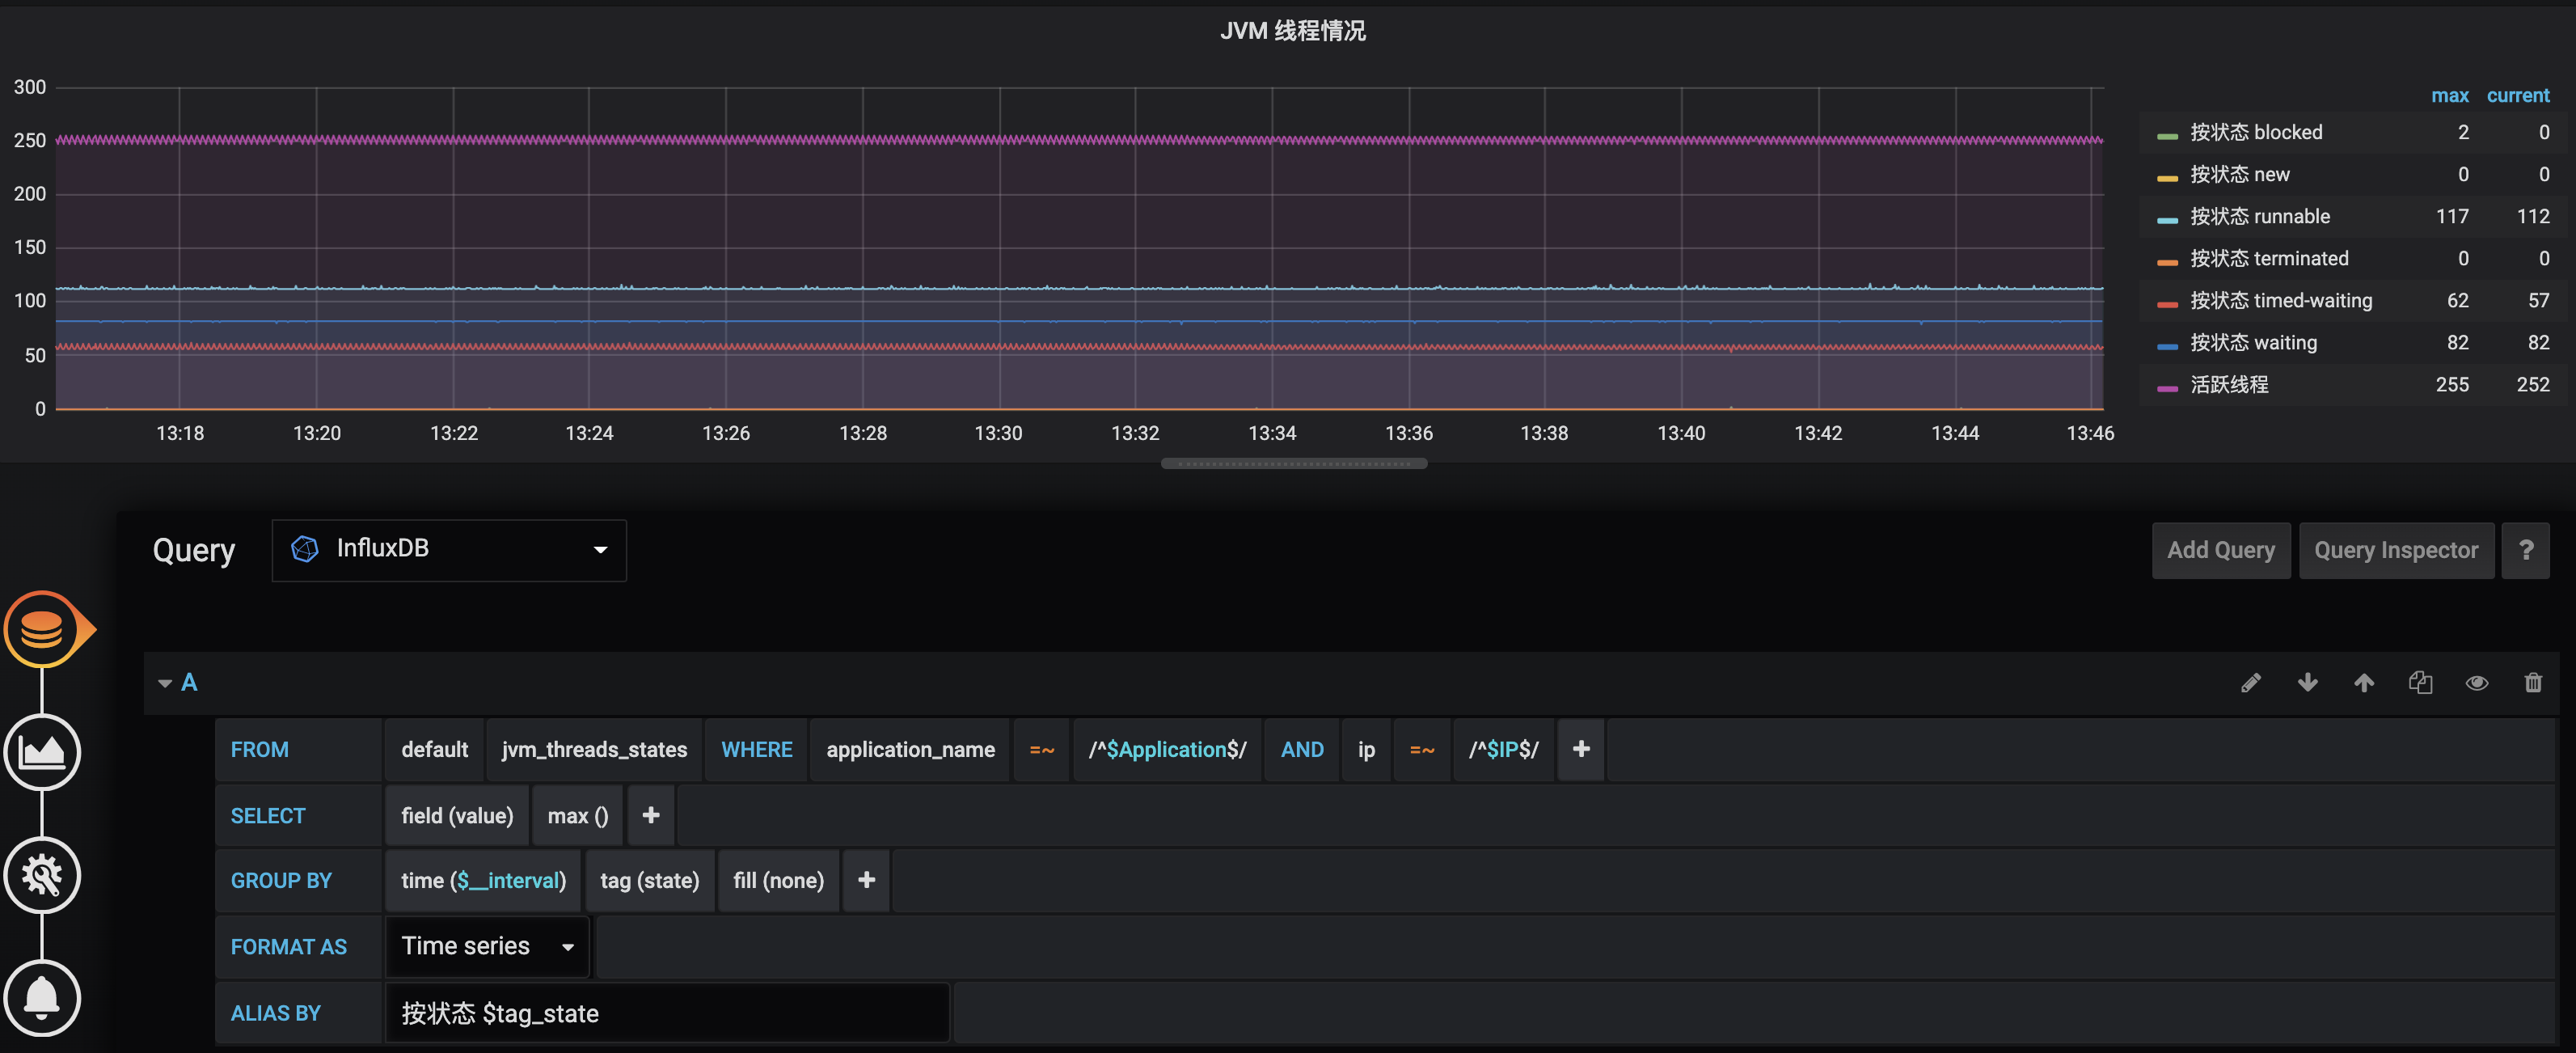 JVM 线程情况
300
250
200
150
100
50
0
13:18 13:20 13:22 13:24 13:26 13:28 13:30 13:32 13:34 13:36 13:38 13:40 13:42 13:44 13:46
max current
按状态 blocked 2 0
按状态 new 0 0
按状态 runnable 117 112
按状态 terminated 0 0
按状态 timed-waiting 62 57
按状态 waiting 82 82
活跃线程 255 252
Query InfluxDB Add Query Query Inspector ?
A
FROM default jvm_threads_states WHERE application_name =~ /^$Application$/ AND ip =~ /^$IP$/ +
SELECT field (value) max () +
GROUP BY time ($__interval) tag (state) fill (none) +
FORMAT AS Time series
ALIAS BY 按状态 $tag_state